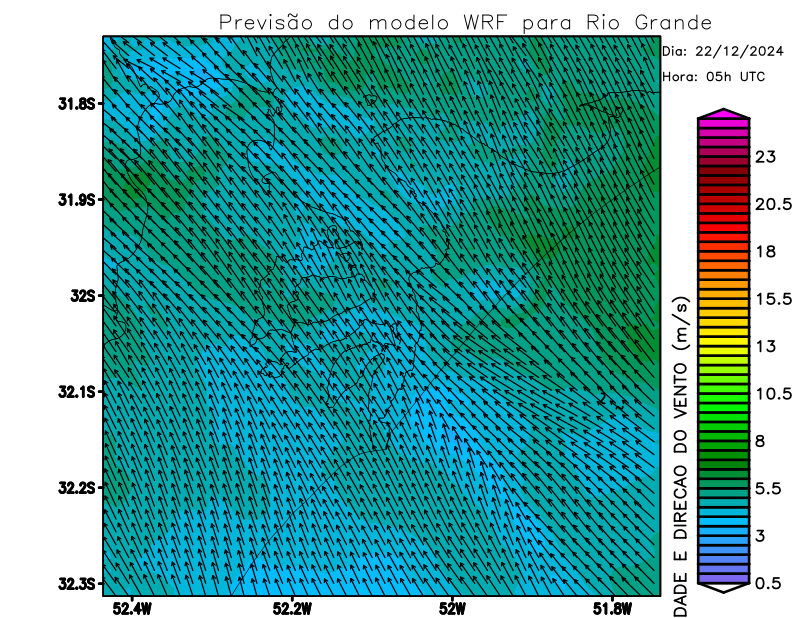 Previsão do modelo WRF para Rio Grande
Dia: 22/12/2024
Hora: 05h UTC
31.8S
31.9S
32S
32.1S
32.2S
32.3S
52.4W
52.2W
52W
51.8W
DADE E DIRECAO DO VENTO (m/s)
23
20.5
18
15.5
13
10.5
8
5.5
3
0.5